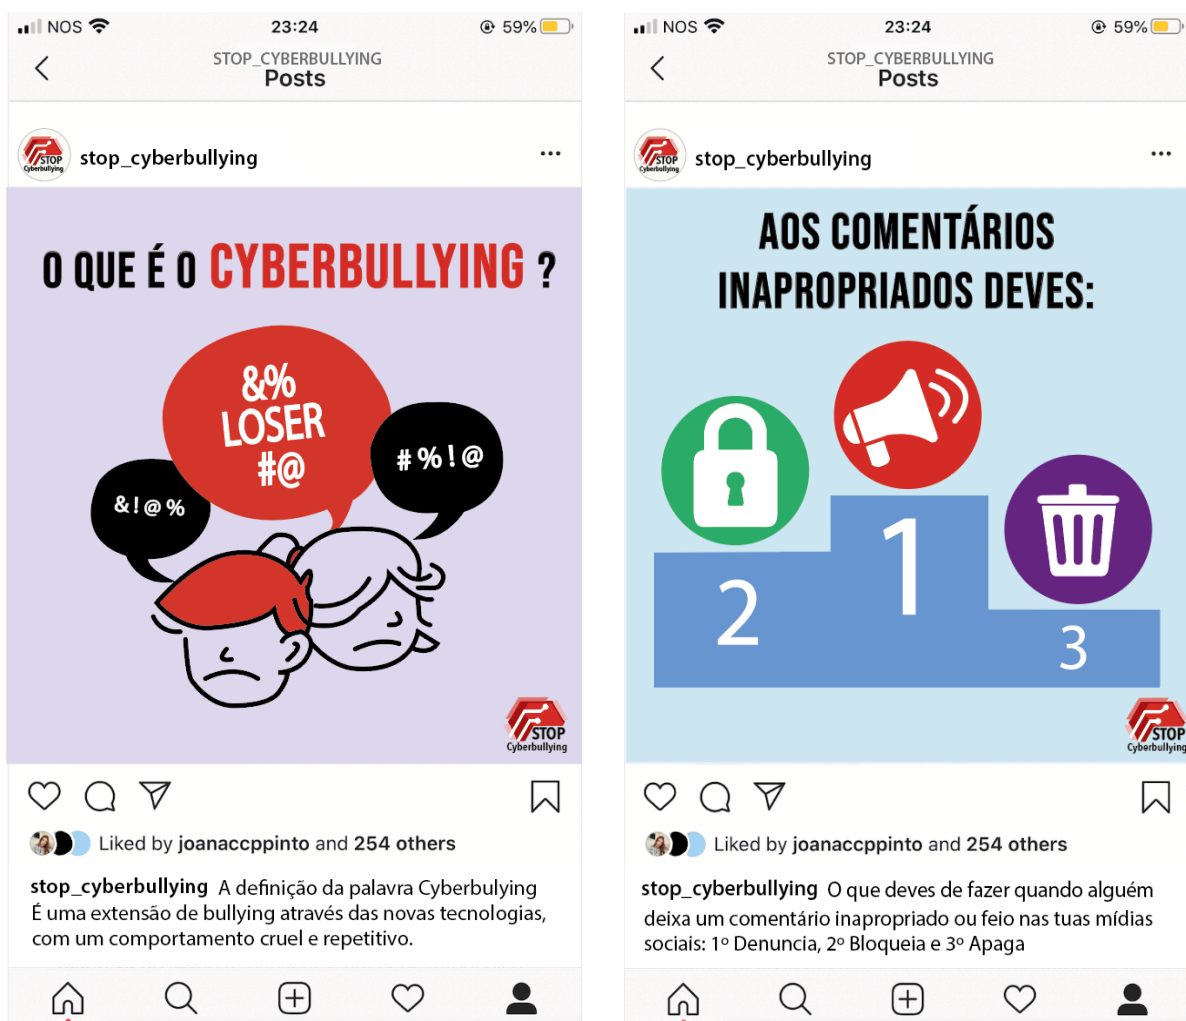 NOS 23:24 59%
STOP_CYBERBULLYING
Posts
STOP
Cyberbullying
stop_cyberbullying
O QUE É O CYBERBULLYING ?
&%
LOSER
#@
#%!@
&!@%
STOP
Cyberbullying
Liked by joanaccppinto and 254 others
stop_cyberbullying A definição da palavra Cyberbulying
É uma extensão de bullying através das novas tecnologias,
com um comportamento cruel e repetitivo.
NOS 23:24 59%
STOP_CYBERBULLYING
Posts
STOP
Cyberbullying
stop_cyberbullying
AOS COMENTÁRIOS
INAPROPRIADOS DEVES:
1
2
3
STOP
Cyberbullying
Liked by joanaccppinto and 254 others
stop_cyberbullying O que deves de fazer quando alguém
deixa um comentário inapropriado ou feio nas tuas mídias
sociais: 1º Denuncia, 2º Bloqueia e 3º Apaga